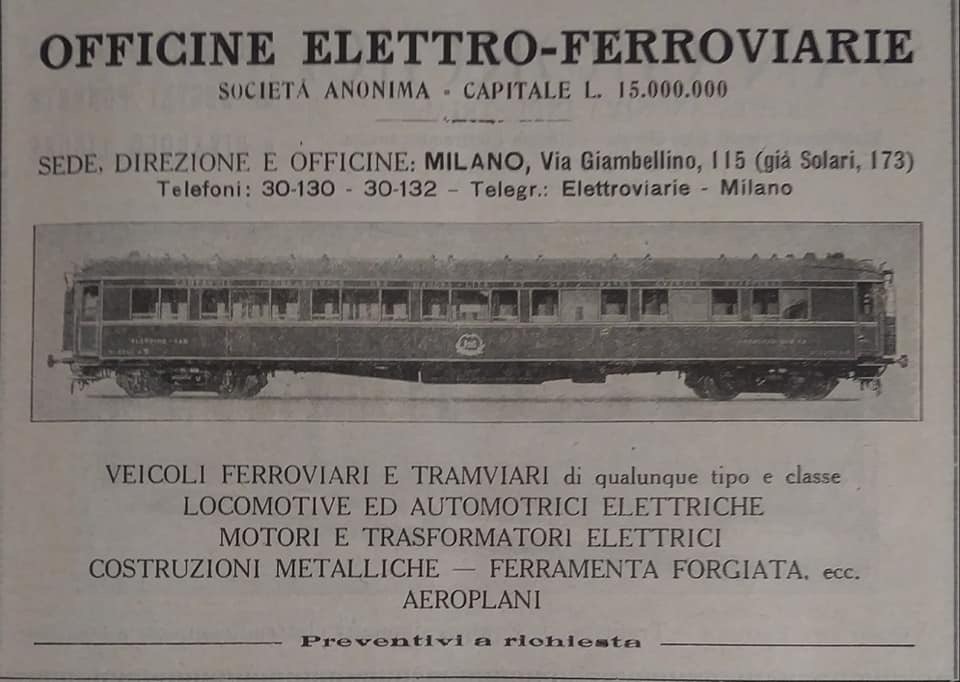 OFFICINE ELETTRO-FERROVIARIE
SOCIETÀ ANONIMA - CAPITALE L. 15.000.000
SEDE, DIREZIONE E OFFICINE: MILANO, Via Giambellino, 115 (già Solari, 173)
Telefoni: 30-130 - 30-132 - Telegr.: Elettroviarie - Milano
SLEEPING-CAR
VEICOLI FERROVIARI E TRAMVIARI di qualunque tipo e classe
LOCOMOTIVE ED AUTOMOTRICI ELETTRICHE
MOTORI E TRASFORMATORI ELETTRICI
COSTRUZIONI METALLICHE — FERRAMENTA FORGIATA, ecc.
AEROPLANI
Preventivi a richiesta